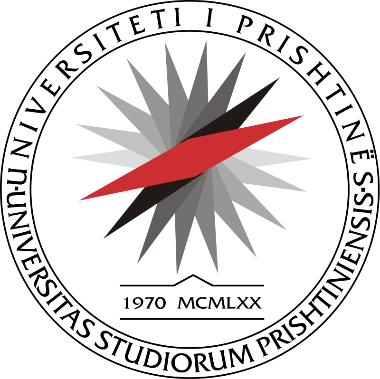 UNIVERSITETI I PRISHTINËS
UNIVERSITAS STUDIORUM PRISHTINIENSIS
1970 MCMLXX